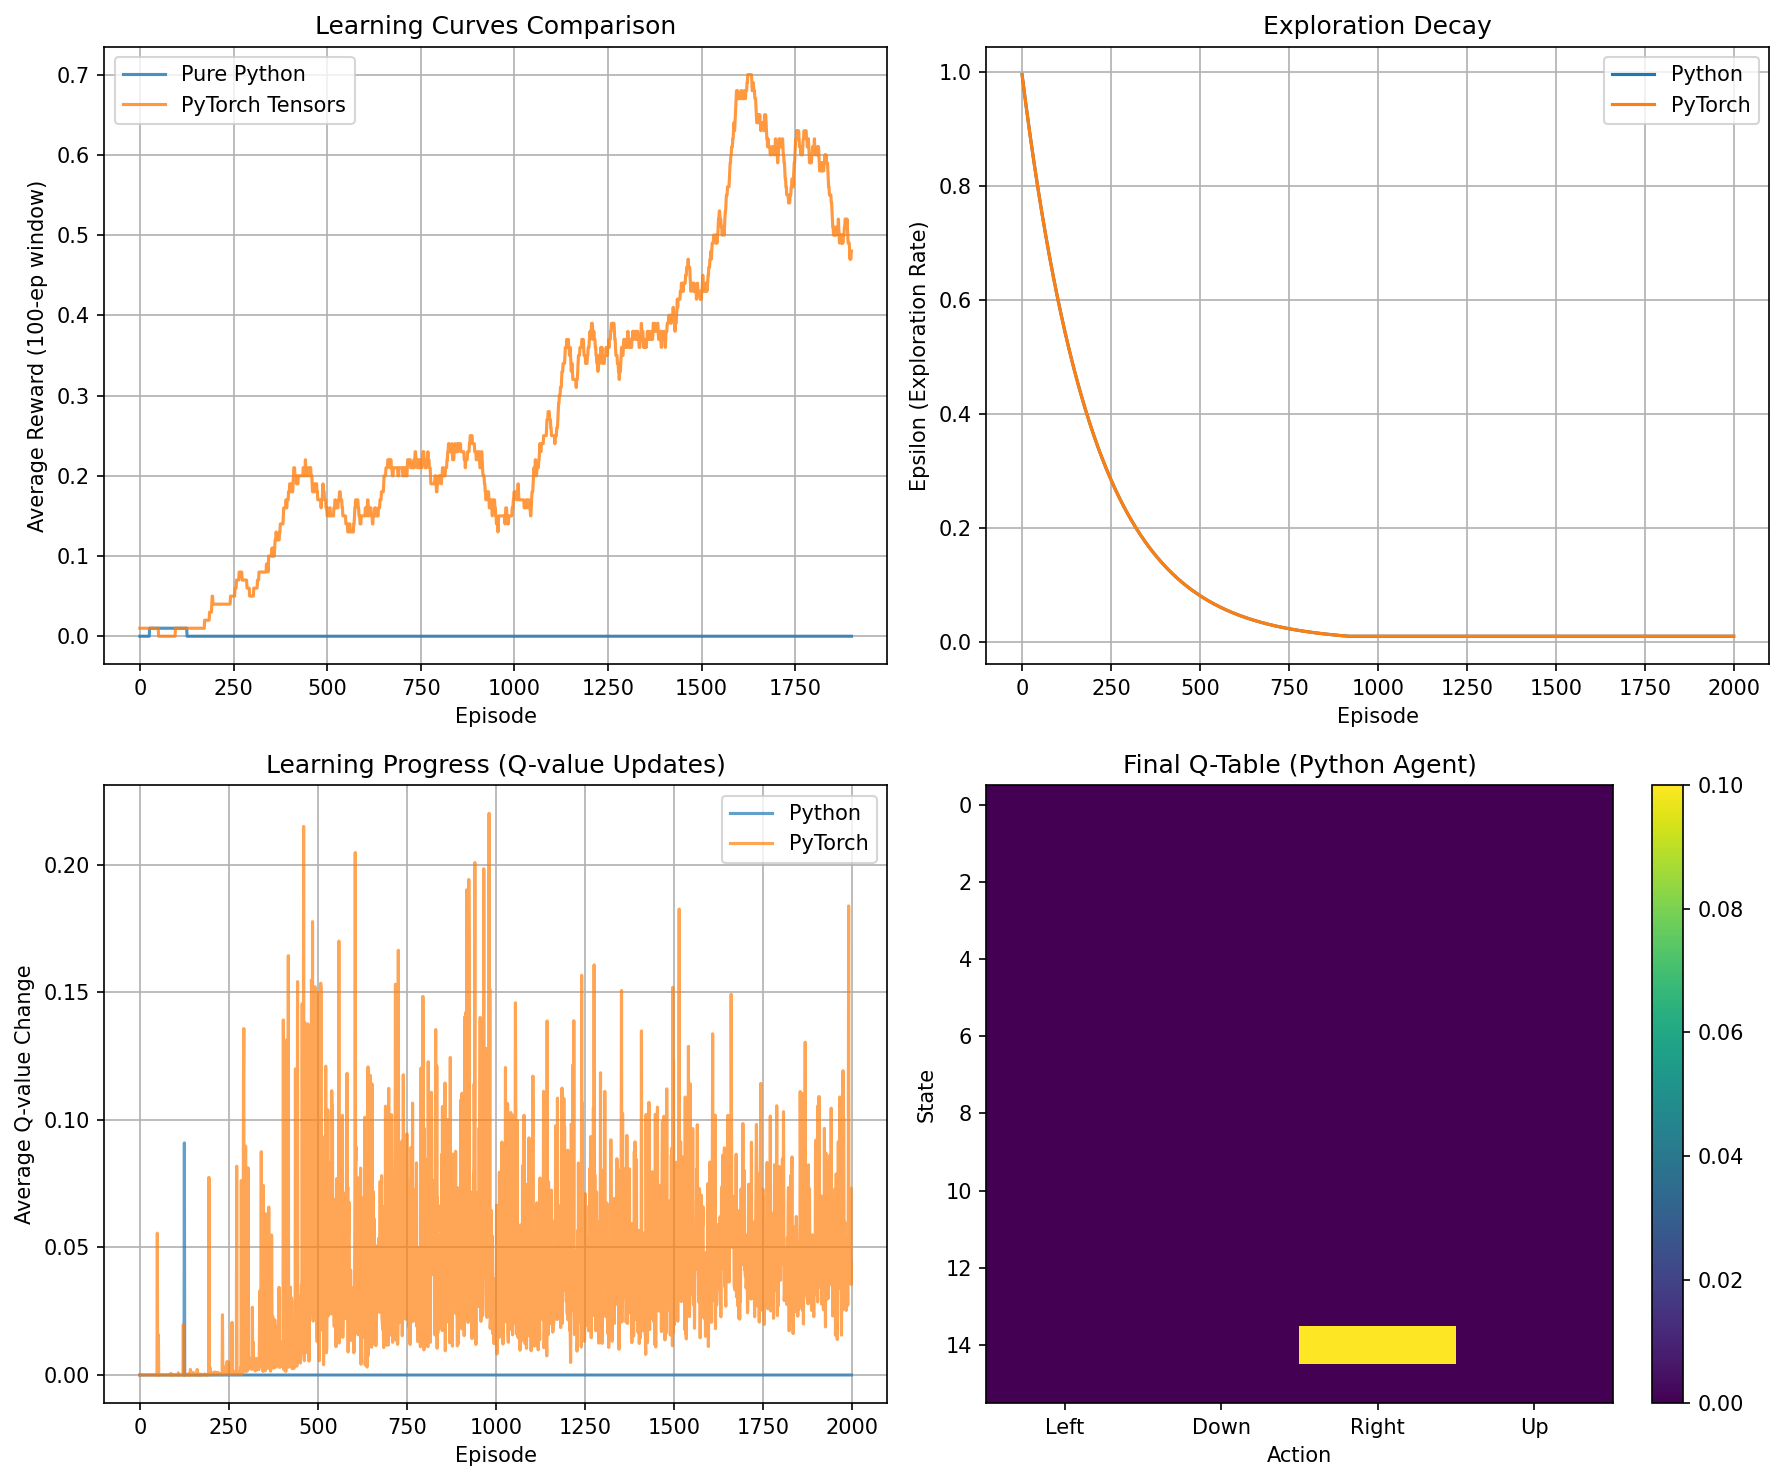 Learning Curves Comparison
Pure Python
PyTorch Tensors
0.7
0.6
0.5
0.4
0.3
0.2
0.1
0.0
Average Reward (100-ep window)
0 250 500 750 1000 1250 1500 1750
Episode
Exploration Decay
Python
PyTorch
1.0
0.8
0.6
0.4
0.2
0.0
Epsilon (Exploration Rate)
0 250 500 750 1000 1250 1500 1750 2000
Episode
Learning Progress (Q-value Updates)
Python
PyTorch
0.20
0.15
0.10
0.05
0.00
Average Q-value Change
0 250 500 750 1000 1250 1500 1750 2000
Episode
Final Q-Table (Python Agent)
0
2
4
6
8
10
12
14
State
Left Down Right Up
Action
0.10
0.08
0.06
0.04
0.02
0.00